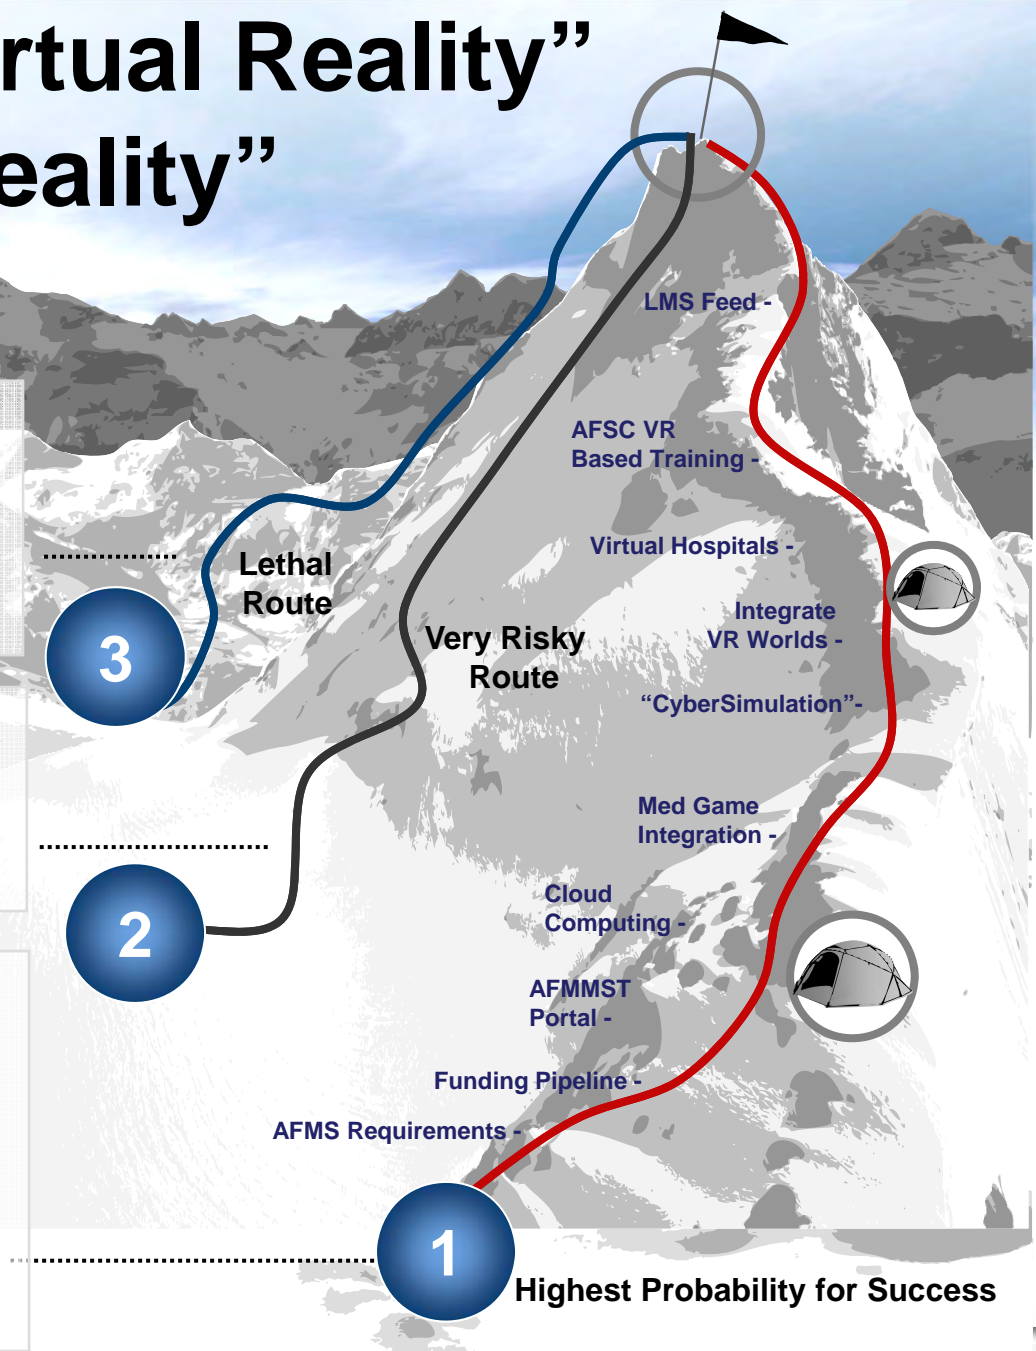 rtual Reality”
eality”
LMS Feed -
AFSC VR
Based Training -
Virtual Hospitals -
Lethal
Route
Integrate
VR Worlds -
3
Very Risky
Route
“CyberSimulation”-
Med Game
Integration -
Cloud
Computing -
2
AFMMST
Portal -
Funding Pipeline -
AFMS Requirements -
1
Highest Probability for Success